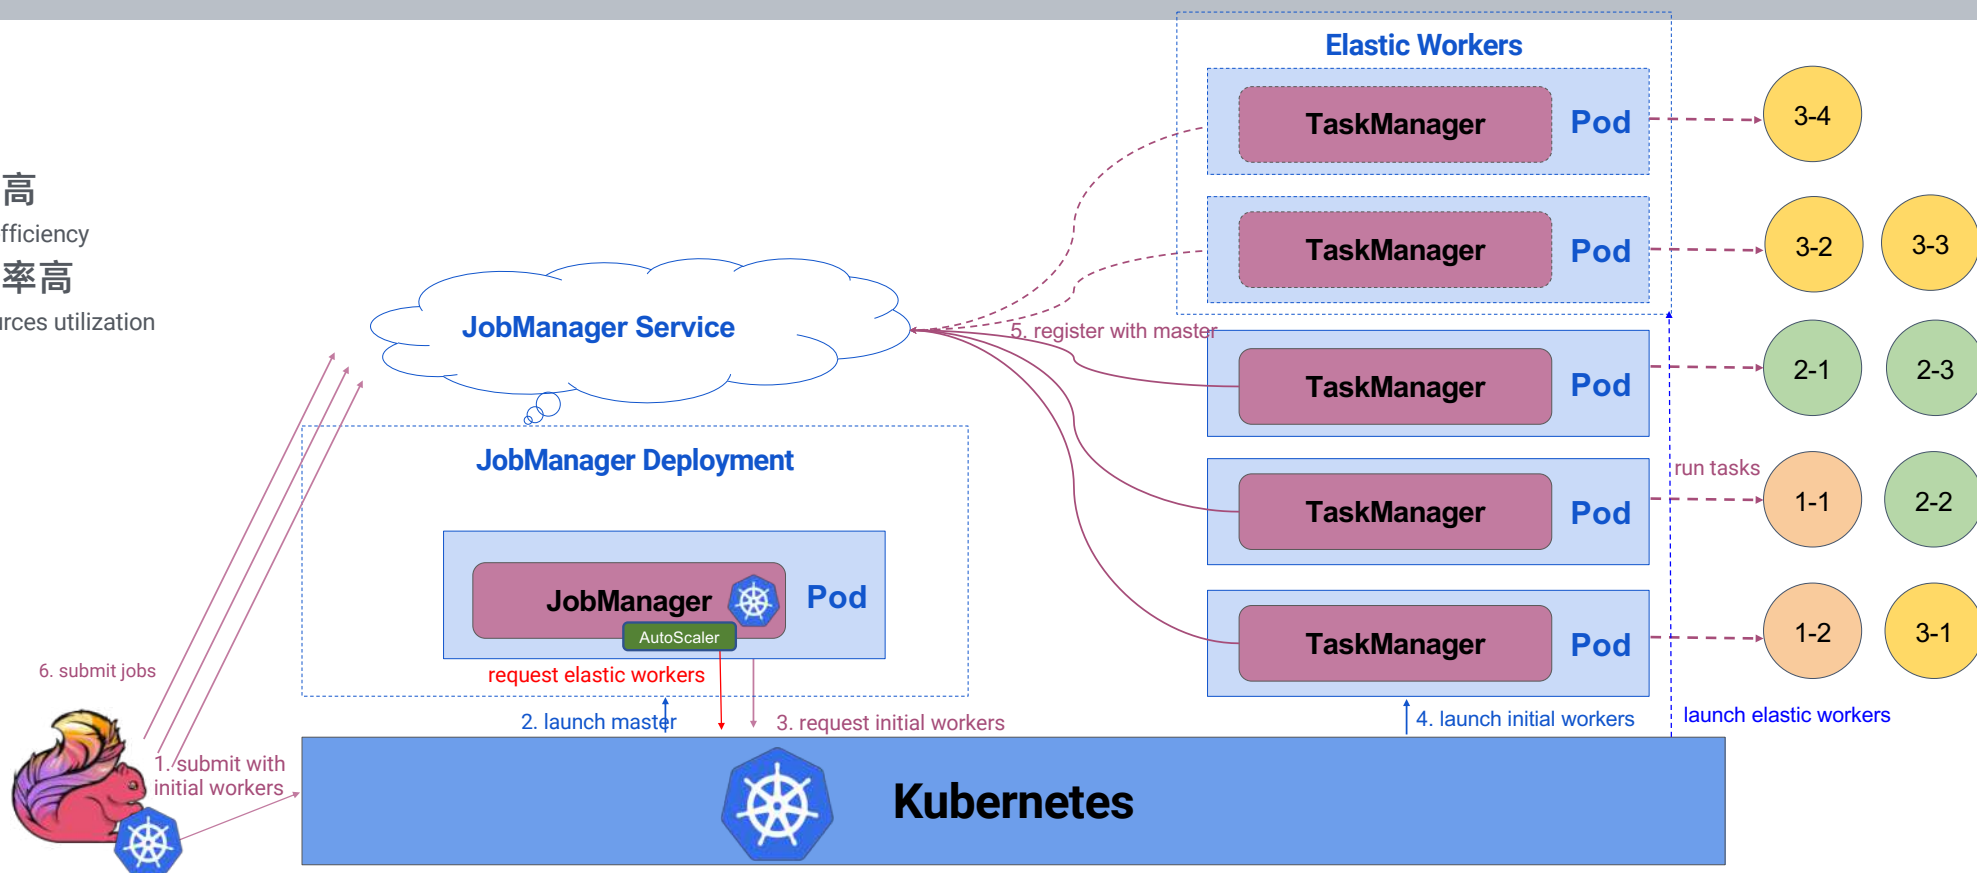 高
fficiency
率高
rces utilization
Elastic Workers
TaskManager
Pod
3-4
TaskManager
Pod
3-2
3-3
JobManager Service
5. register with master
TaskManager
Pod
2-1
2-3
JobManager Deployment
run tasks
TaskManager
Pod
1-1
2-2
JobManager
Pod
AutoScaler
TaskManager
Pod
1-2
3-1
request elastic workers
6. submit jobs
2. launch master
3. request initial workers
4. launch initial workers
launch elastic workers
1. submit with
initial workers
Kubernetes